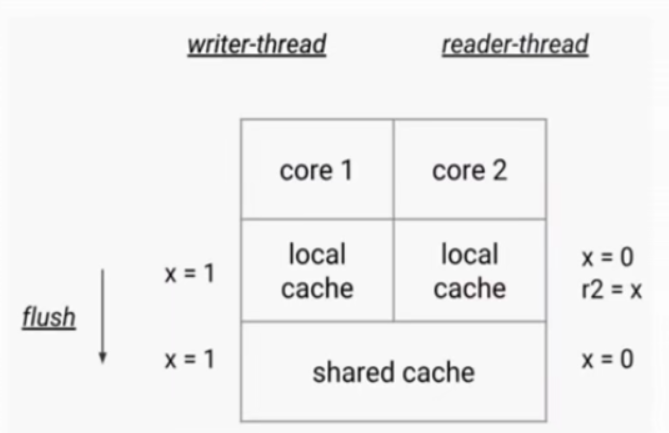 writer-thread
reader-thread
core 1
core 2
x = 1
local
cache
local
cache
x = 0
r2 = x
flush
x = 1
shared cache
x = 0